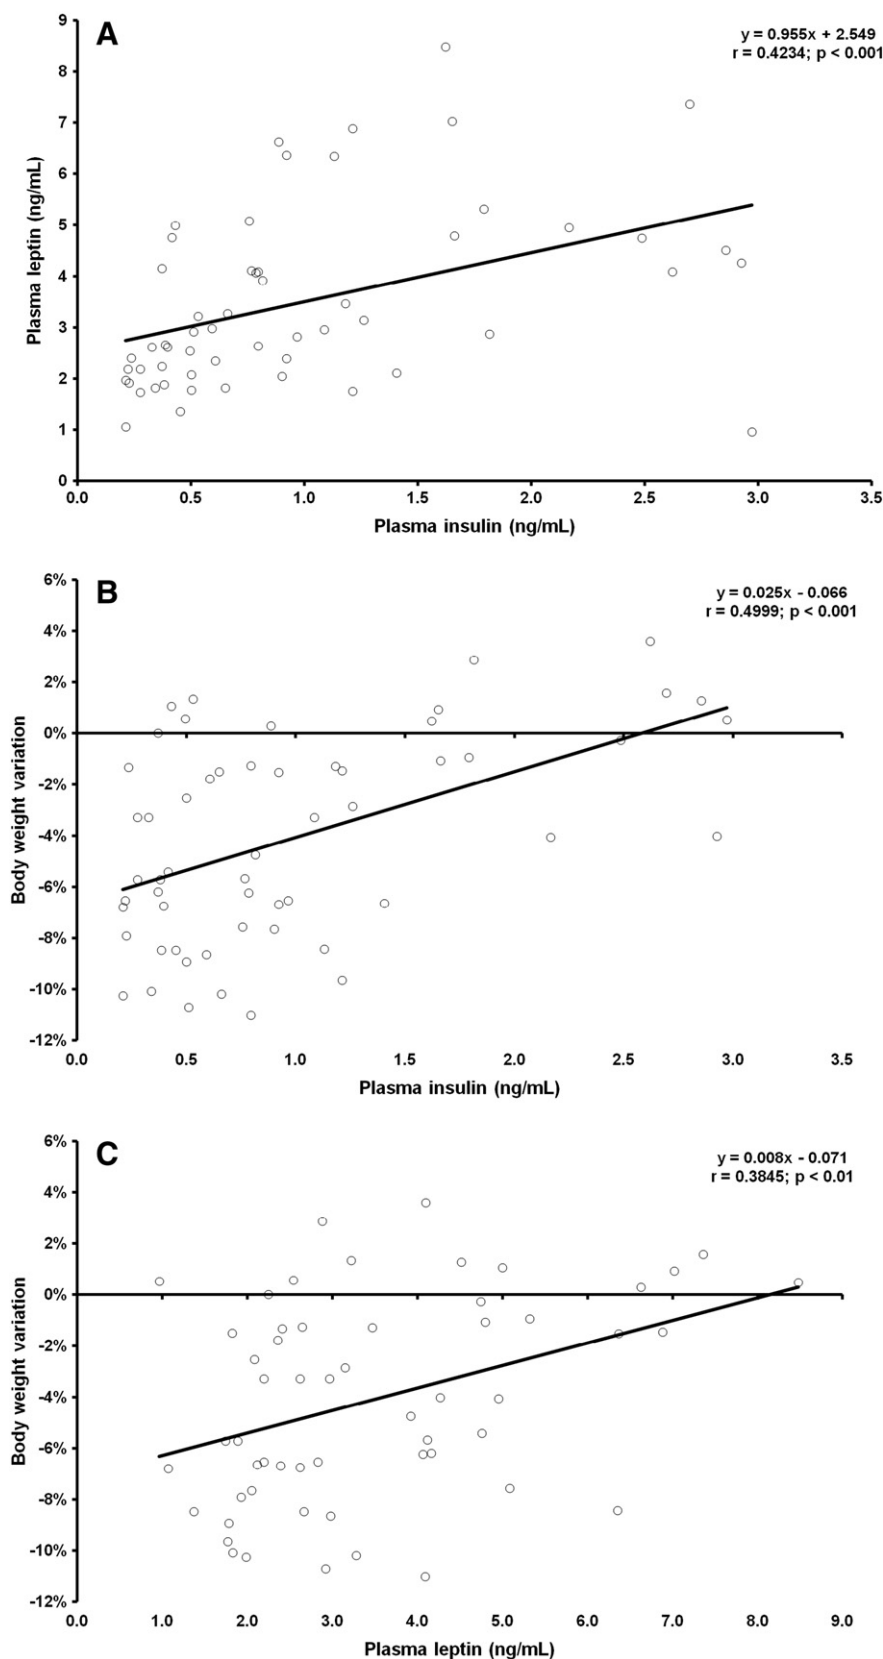 A
y = 0.955x + 2.549
r = 0.4234; p < 0.001
Plasma leptin (ng/mL)
9
8
7
6
5
4
3
2
1
0
0.0 0.5 1.0 1.5 2.0 2.5 3.0 3.5
Plasma insulin (ng/mL)
B
y = 0.025x - 0.066
r = 0.4999; p < 0.001
Body weight variation
6%
4%
2%
0%
-2%
-4%
-6%
-8%
-10%
-12%
0.0 0.5 1.0 1.5 2.0 2.5 3.0 3.5
Plasma insulin (ng/mL)
C
y = 0.008x - 0.071
r = 0.3845; p < 0.01
Body weight variation
6%
4%
2%
0%
-2%
-4%
-6%
-8%
-10%
-12%
0.0 1.0 2.0 3.0 4.0 5.0 6.0 7.0 8.0 9.0
Plasma leptin (ng/mL)